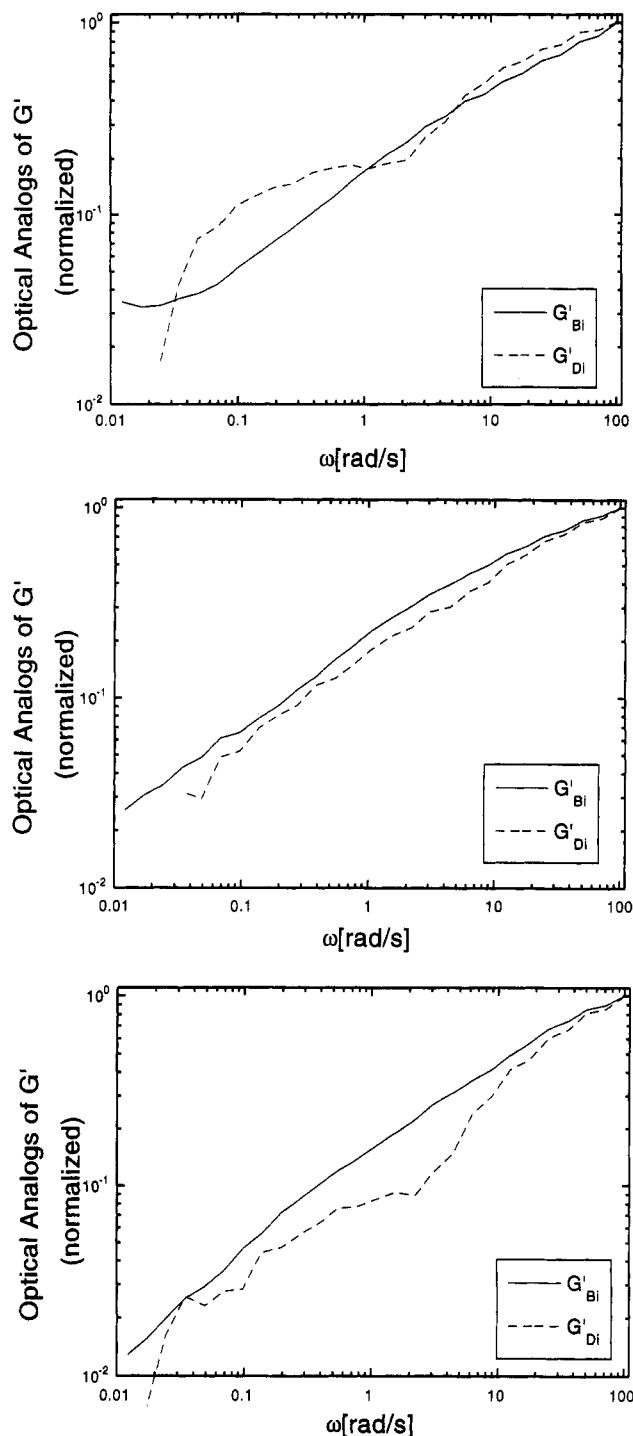 Optical Analogs of G'
(normalized)
10⁰
10⁻¹
10⁻²
G'Bi
G'Di
0.01 0.1 1 10 100
ω[rad/s]
Optical Analogs of G'
(normalized)
10⁰
10⁻¹
10⁻²
G'Bi
G'Di
0.01 0.1 1 10 100
ω[rad/s]
Optical Analogs of G'
(normalized)
10⁰
10⁻¹
10⁻²
G'Bi
G'Di
0.01 0.1 1 10 100
ω[rad/s]